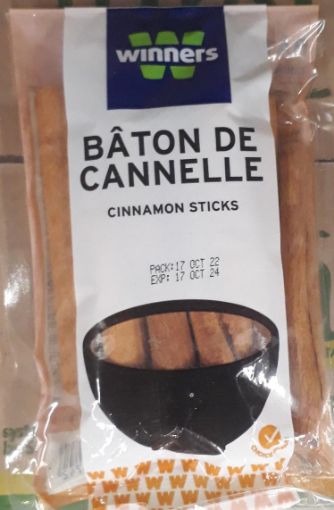 winners
BÂTON DE
CANNELLE
CINNAMON STICKS
PACK:17 OCT 22
EXP: 17 OCT 24